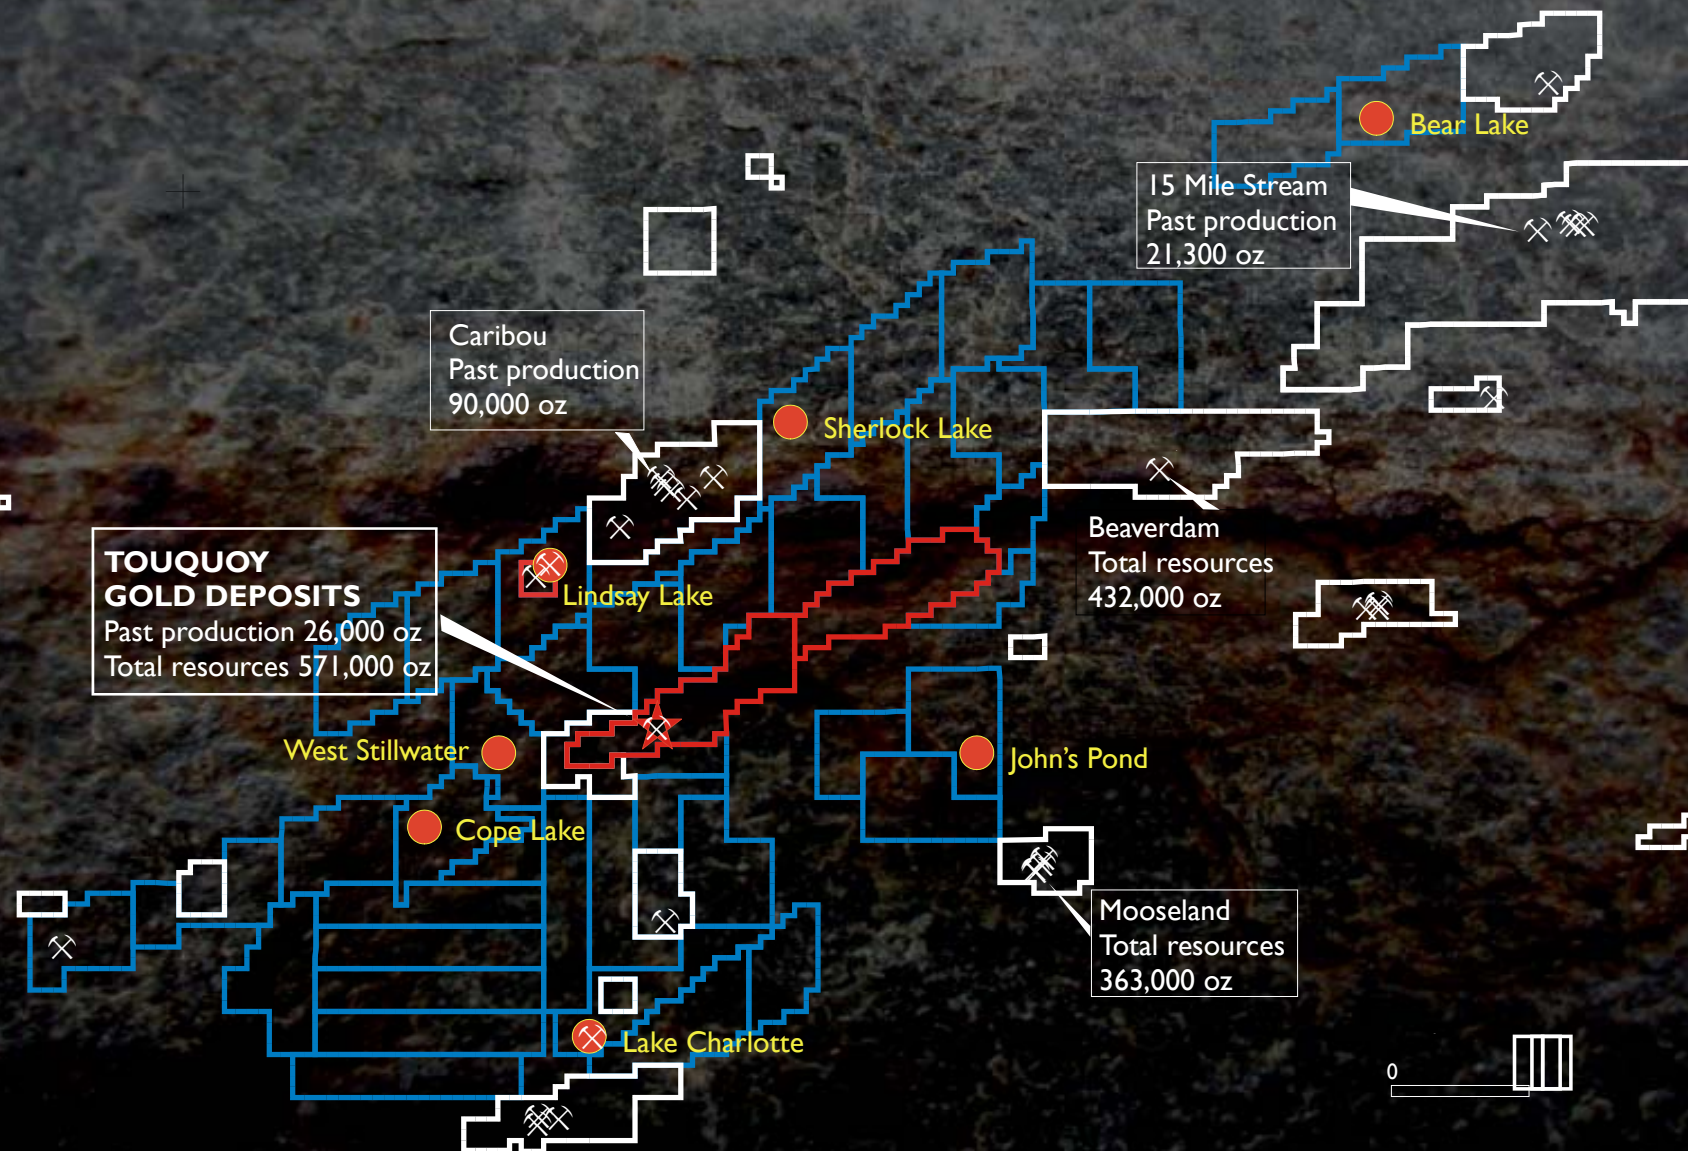 Bear Lake
15 Mile Stream
Past production
21,300 oz
Caribou
Past production
90,000 oz
Sherlock Lake
Beaverdam
Total resources
432,000 oz
TOUQUOY
GOLD DEPOSITS
Past production 26,000 oz
Total resources 571,000 oz
Lindsay Lake
West Stillwater
John's Pond
Cope Lake
Mooseland
Total resources
363,000 oz
Lake Charlotte
0